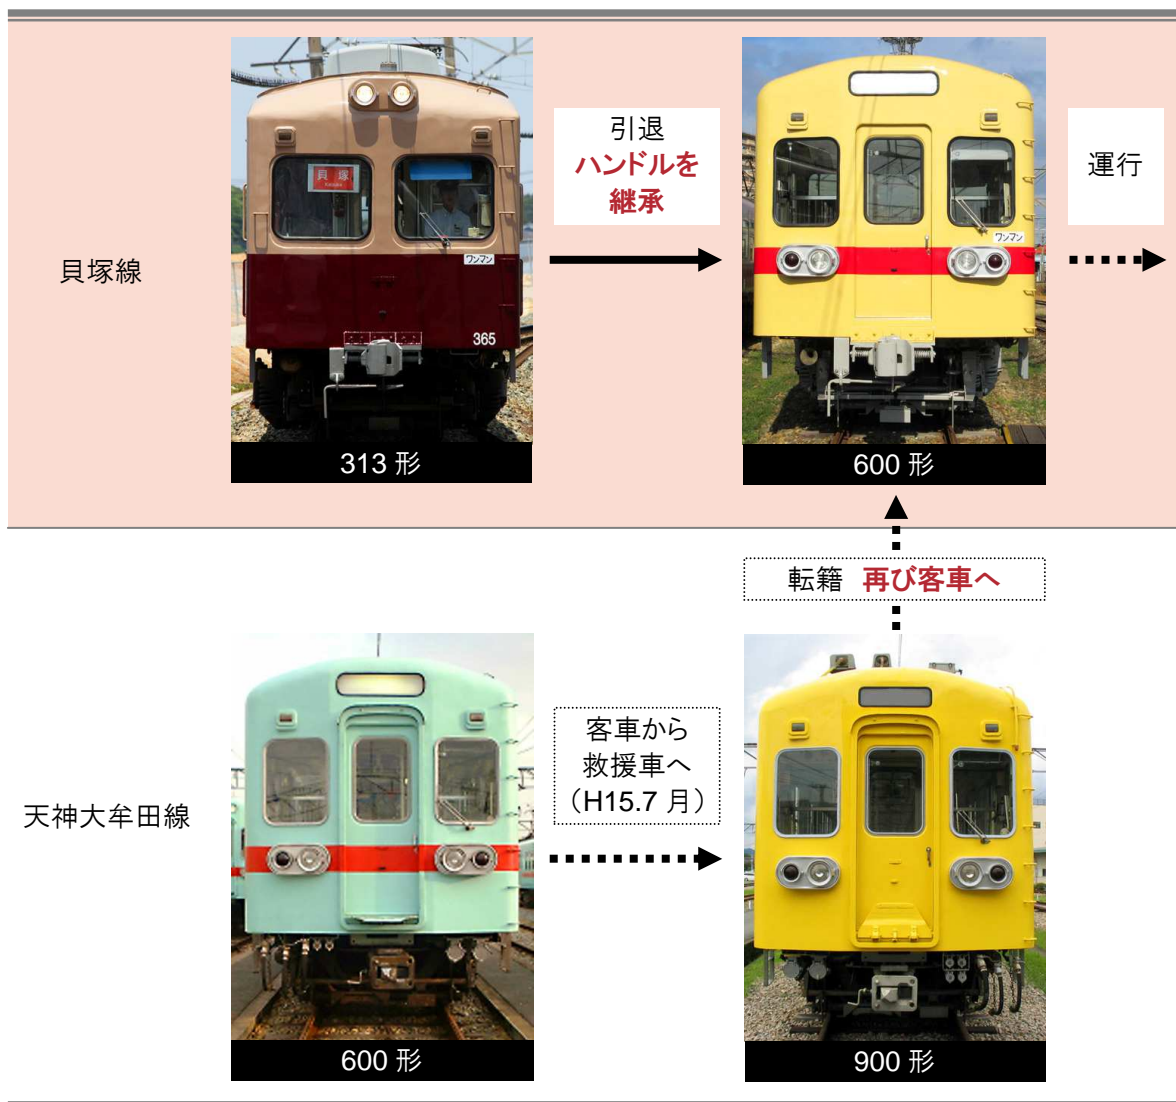 引退
ハンドルを
継承
運行
貝塚線
貝塚
ワンマン
365
ワンマン
313 形
600 形
転籍 再び客車へ
客車から
救援車へ
（H15.7 月）
天神大牟田線
600 形
900 形